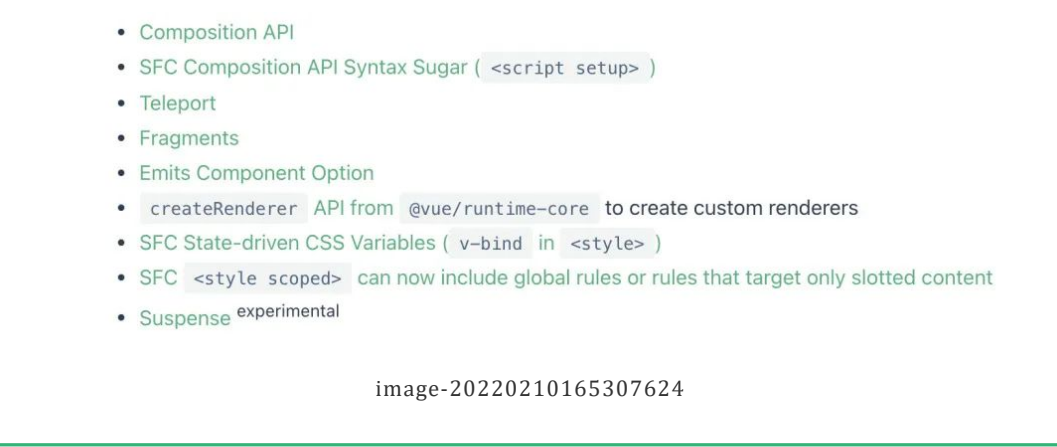 • Composition API
• SFC Composition API Syntax Sugar ( <script setup> )
• Teleport
• Fragments
• Emits Component Option
• createRenderer API from @vue/runtime-core to create custom renderers
• SFC State-driven CSS Variables ( v-bind in <style> )
• SFC <style scoped> can now include global rules or rules that target only slotted content
• Suspense experimental
image-20220210165307624